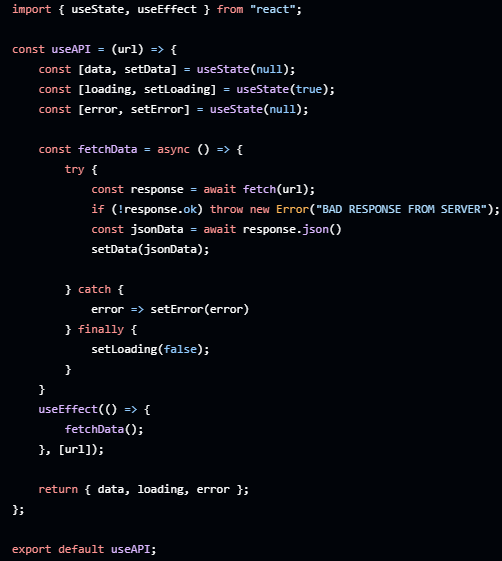 import { useState, useEffect } from "react";
const useAPI = (url) => {
    const [data, setData] = useState(null);
    const [loading, setLoading] = useState(true);
    const [error, setError] = useState(null);
    const fetchData = async () => {
        try {
            const response = await fetch(url);
            if (!response.ok) throw new Error("BAD RESPONSE FROM SERVER");
            const jsonData = await response.json()
            setData(jsonData);
        } catch {
            error => setError(error)
        } finally {
            setLoading(false);
        }
    }
    useEffect(() => {
        fetchData();
    }, [url]);
    return { data, loading, error };
};
export default useAPI;